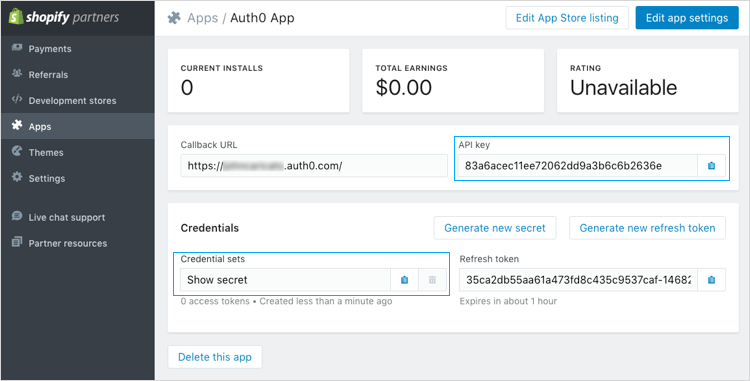 shopify partners
Apps / Auth0 App
Edit App Store listing
Edit app settings
Payments
Referrals
Development stores
Apps
Themes
Settings
Live chat support
Partner resources
CURRENT INSTALLS
0
TOTAL EARNINGS
$0.00
RATING
Unavailable
Callback URL
https://.auth0.com/
API key
83a6acec11ee72062dd9a3b6c6b2636e
Credentials
Generate new secret
Generate new refresh token
Credential sets
Show secret
0 access tokens • Created less than a minute ago
Refresh token
35ca2db55aa61a473fd8c435c9537caf-14682
Expires in about 1 hour
Delete this app